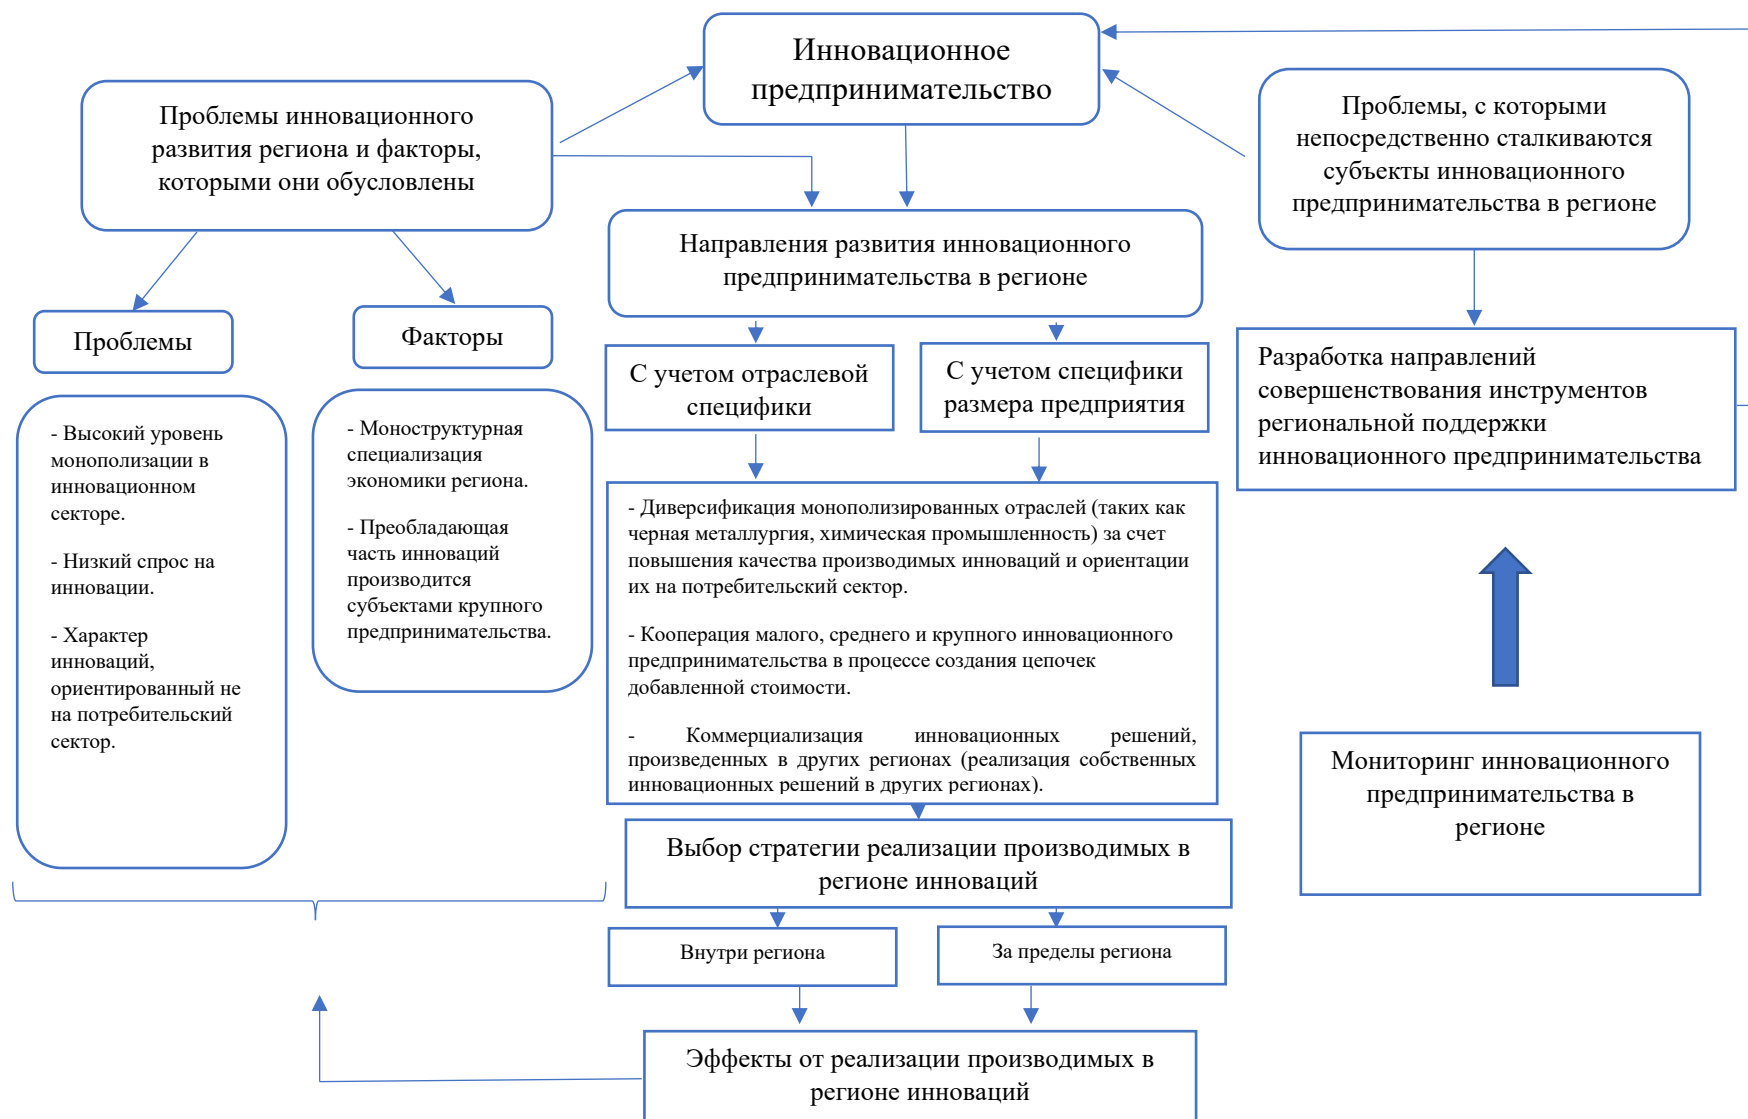 Инновационное
предпринимательство
Проблемы инновационного
развития региона и факторы,
которыми они обусловлены
Проблемы, с которыми
непосредственно сталкиваются
субъекты инновационного
предпринимательства в регионе
Направления развития инновационного
предпринимательства в регионе
Проблемы
Факторы
С учетом отраслевой
специфики
С учетом специфики
размера предприятия
Разработка направлений
совершенствования инструментов
региональной поддержки
инновационного предпринимательства
- Высокий уровень
монополизации в
инновационном
секторе.
- Низкий спрос на
инновации.
- Характер
инноваций,
ориентированный не
на потребительский
сектор.
- Моноструктурная
специализация
экономики региона.
- Преобладающая
часть инноваций
производится
субъектами крупного
предпринимательства.
- Диверсификация монополизированных отраслей (таких как
черная металлургия, химическая промышленность) за счет
повышения качества производимых инноваций и ориентации
их на потребительский сектор.
- Кооперация малого, среднего и крупного инновационного
предпринимательства в процессе создания цепочек
добавленной стоимости.
- Коммерциализация инновационных решений,
произведенных в других регионах (реализация собственных
инновационных решений в других регионах).
Мониторинг инновационного
предпринимательства в
регионе
Выбор стратегии реализации производимых в
регионе инноваций
Внутри региона
За пределы региона
Эффекты от реализации производимых в
регионе инноваций